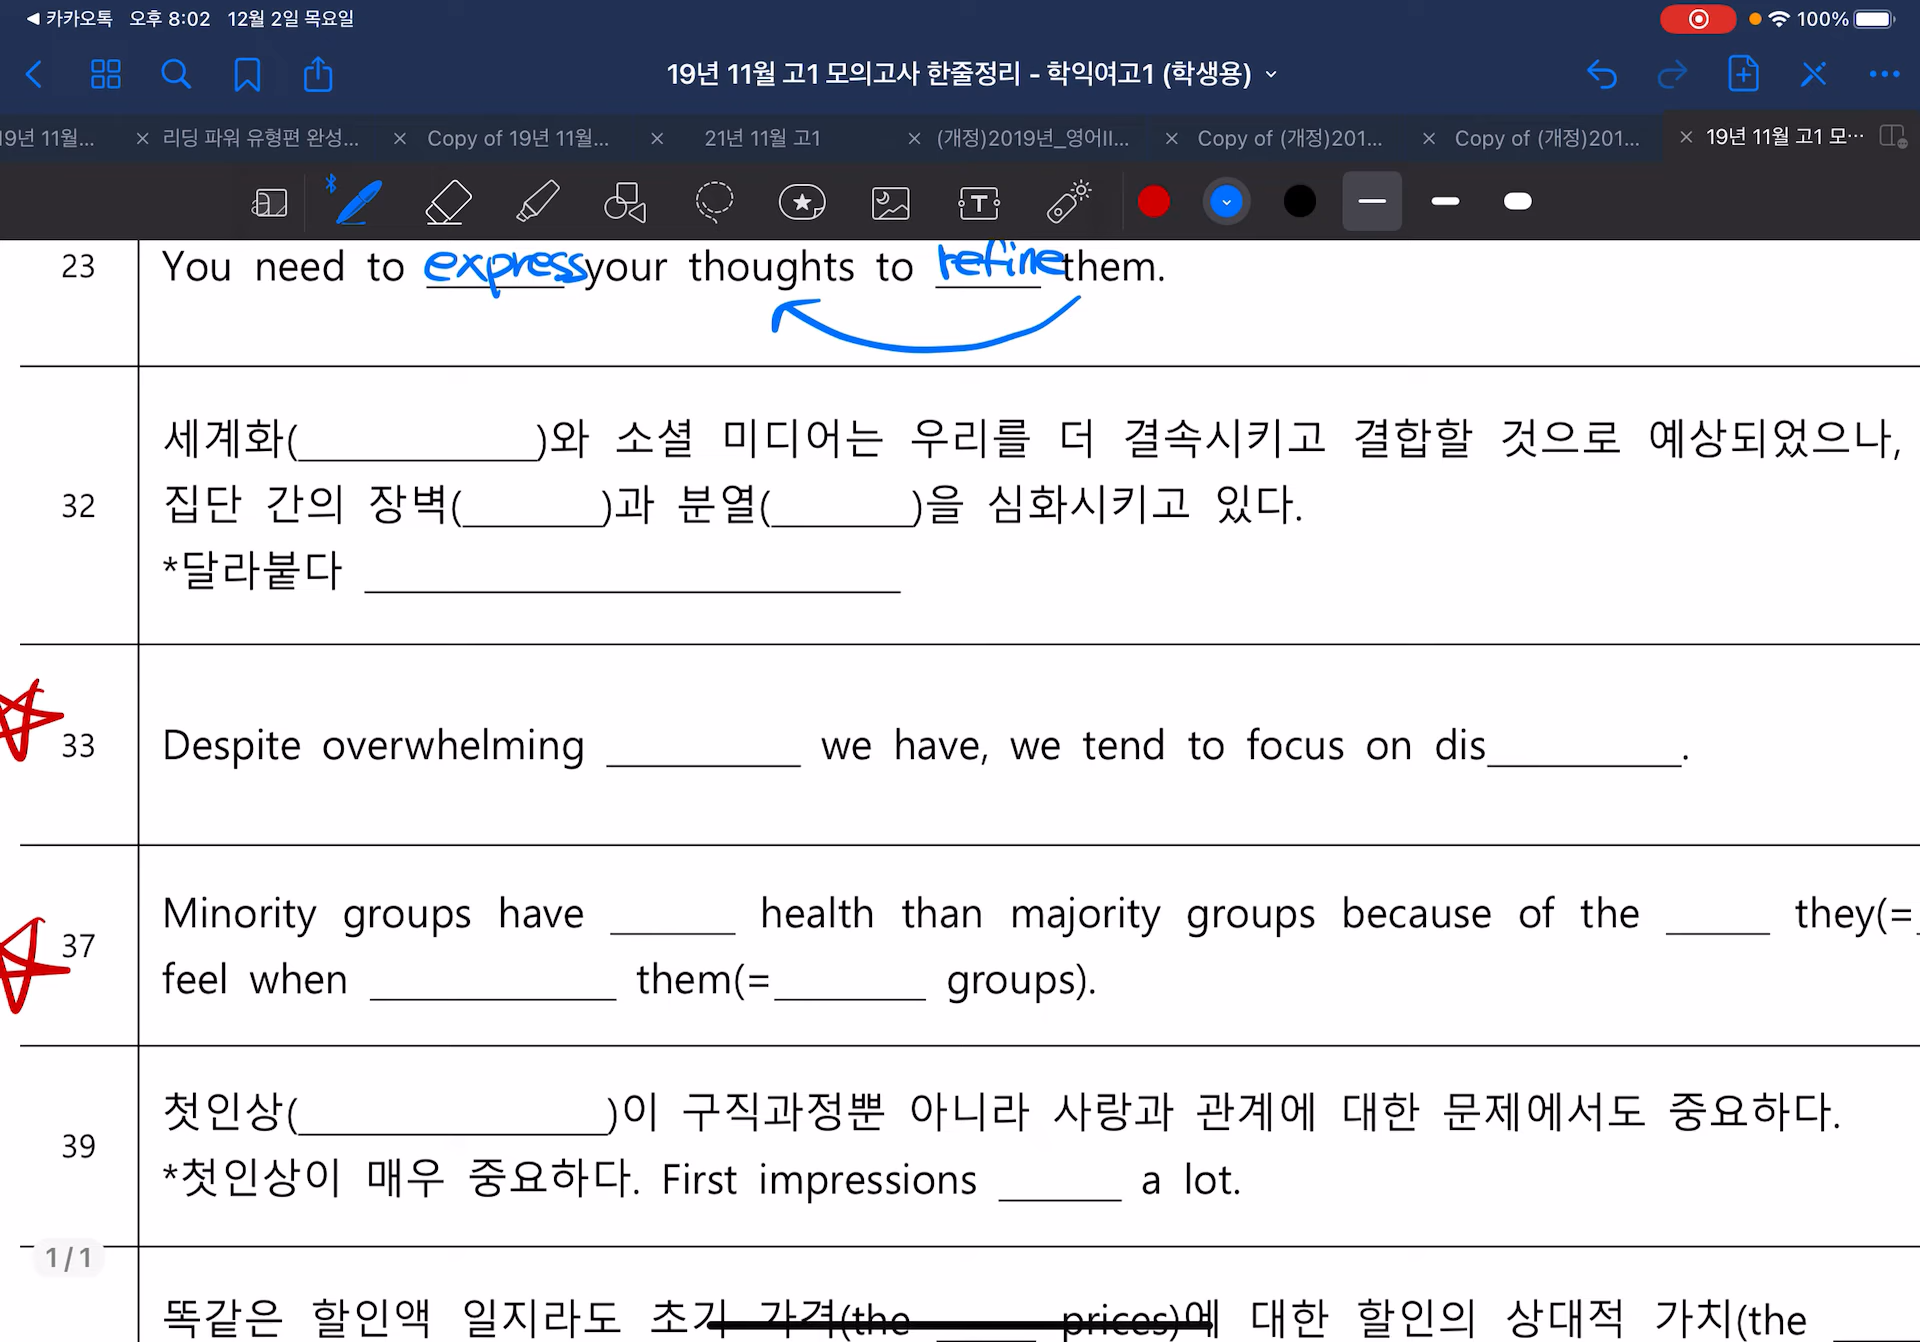 ◀ 카카오톡 오후 8:02 12월 2일 목요일 100%
19년 11월 고1 모의고사 한줄정리 - 학익여고1 (학생용)
19년 11월... × 리딩 파워 유형편 완성... × Copy of 19년 11월... × 21년 11월 고1 × (개정)2019년_영어II... × Copy of (개정)201... × Copy of (개정)201... × 19년 11월 고1 모...
T
23 You need to express your thoughts to refine them.
세계화(____________)와 소셜 미디어는 우리를 더 결속시키고 결합할 것으로 예상되었으나,
32 집단 간의 장벽(_______)과 분열(_______)을 심화시키고 있다.
*달라붙다 ____________________
33 Despite overwhelming _________ we have, we tend to focus on dis_________.
Minority groups have ______ health than majority groups because of the _____ they(=
37
feel when ____________ them(=_______ groups).
첫인상(_______________)이 구직과정뿐 아니라 사랑과 관계에 대한 문제에서도 중요하다.
39
*첫인상이 매우 중요하다. First impressions ______ a lot.
1/1
똑같은 할인액 일지라도 초기 가격(the _____ prices)에 대한 할인의 상대적 가치(the